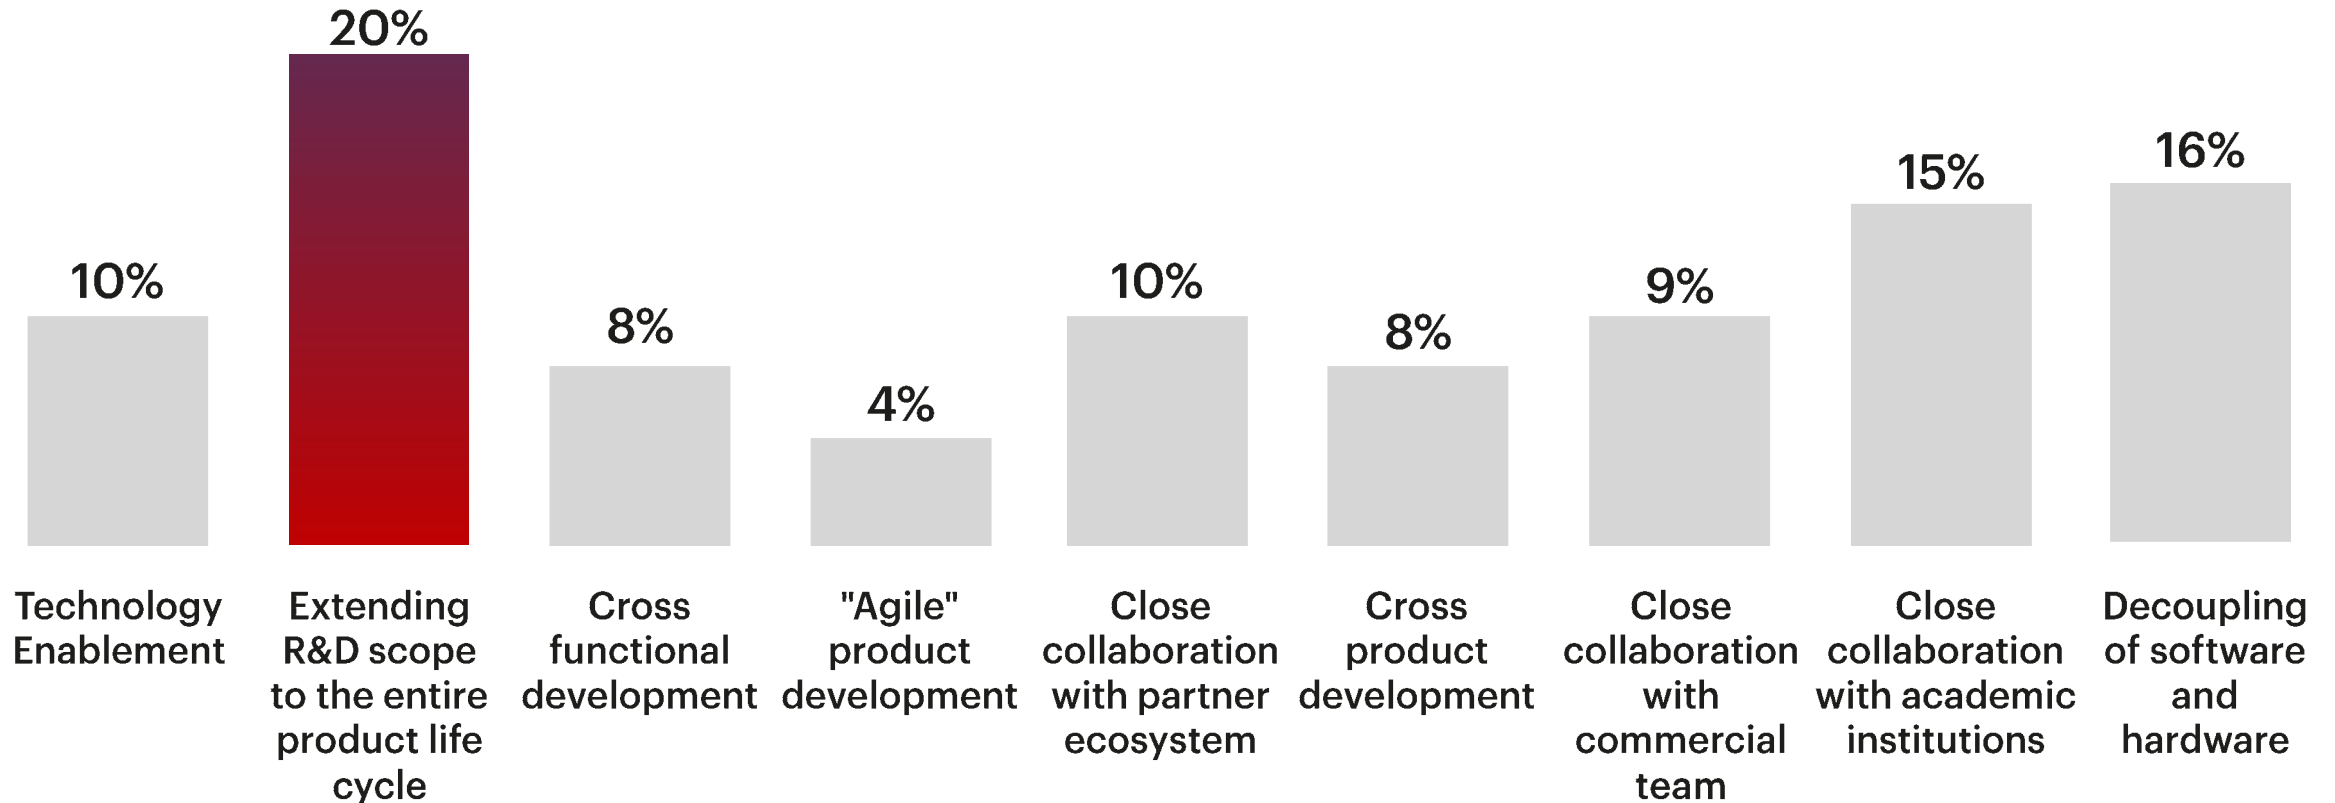 20%
10%
8%
4%
10%
8%
9%
15%
16%
Technology
Enablement
Extending
R&D scope
to the entire
product life
cycle
Cross
functional
development
"Agile"
product
development
Close
collaboration
with partner
ecosystem
Cross
product
development
Close
collaboration
with
commercial
team
Close
collaboration
with academic
institutions
Decoupling
of software
and
hardware